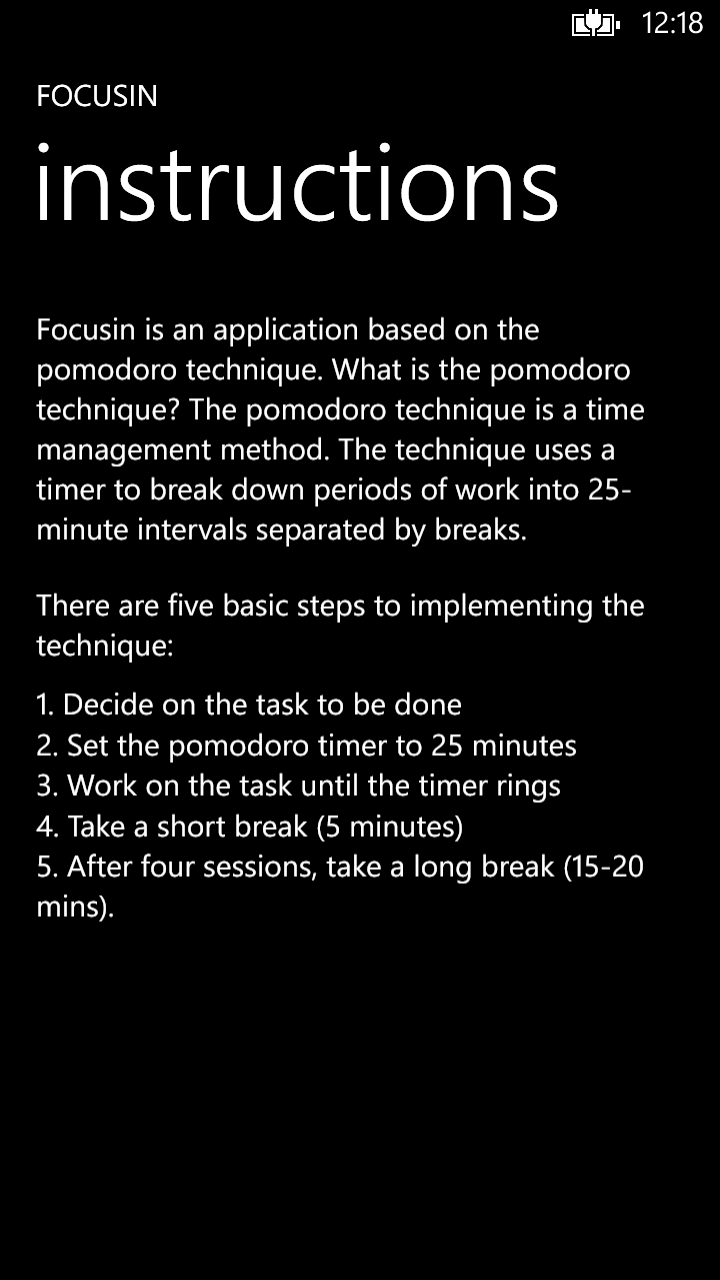 12:18
FOCUSIN
instructions
Focusin is an application based on the
pomodoro technique. What is the pomodoro
technique? The pomodoro technique is a time
management method. The technique uses a
timer to break down periods of work into 25-
minute intervals separated by breaks.
There are five basic steps to implementing the
technique:
1. Decide on the task to be done
2. Set the pomodoro timer to 25 minutes
3. Work on the task until the timer rings
4. Take a short break (5 minutes)
5. After four sessions, take a long break (15-20
mins).